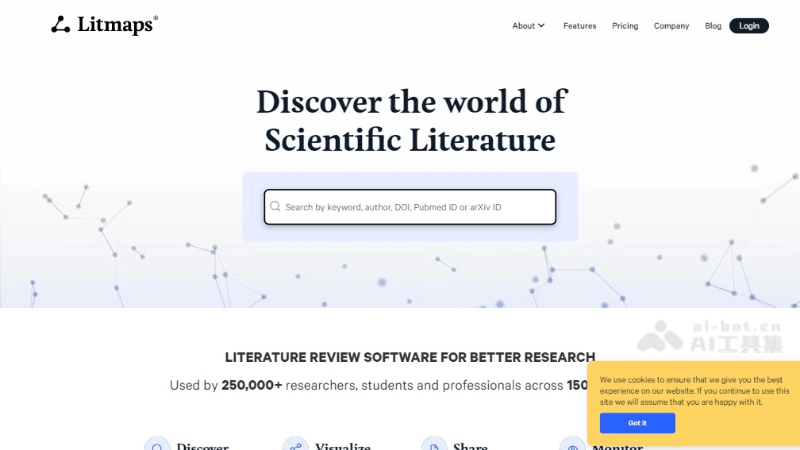 Litmaps®
About Features Pricing Company Blog Login
Discover the world of
Scientific Literature
Search by keyword, author, DOI, Pubmed ID or arXiv ID
ai-bot.cn
AI工具集
LITERATURE REVIEW SOFTWARE FOR BETTER RESEARCH
Used by 250,000+ researchers, students and professionals across 150
We use cookies to ensure that we give you the best
experience on our website. If you continue to use this
site we will assume that you are happy with it.
Got it
Discover Visualize Share Monitor